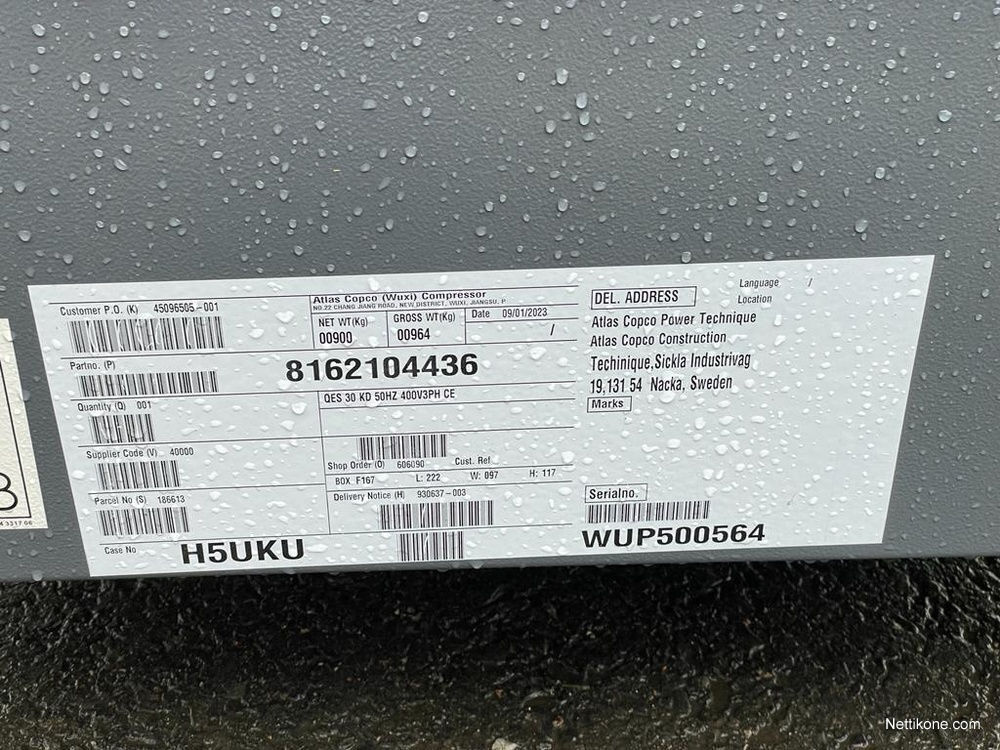 Customer P.O. (K) 45096505-001
Atlas Copco (Wuxi) Compressor
NO.22 CHANG JIANG ROAD, NEW DISTRICT, WUXI, JIANGSU, P.
NET WT(Kg) 00900
GROSS WT(Kg) 00964
Date 09/01/2023
/
Partno. (P)
8162104436
Quantity (Q) 001
QES 30 KD 50HZ 400V3PH CE
Supplier Code (V) 40000
Shop Order (O) 606090 Cust. Ref
BOX F167 L: 222 W: 097 H: 117
Parcel No (S) 186613
Delivery Notice (H) 930637-003
Case No H5UKU
DEL. ADDRESS
Language /
Location
Atlas Copco Power Technique
Atlas Copco Construction
Techinique,Sickla Industrivag
19,131 54 Nacka, Sweden
Marks
Serialno.
WUP500564
3317 06
Nettikone.com